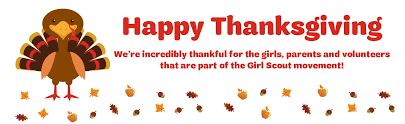 Happy Thanksgiving
We're incredibly thankful for the girls, parents and volunteers
that are part of the Girl Scout movement!